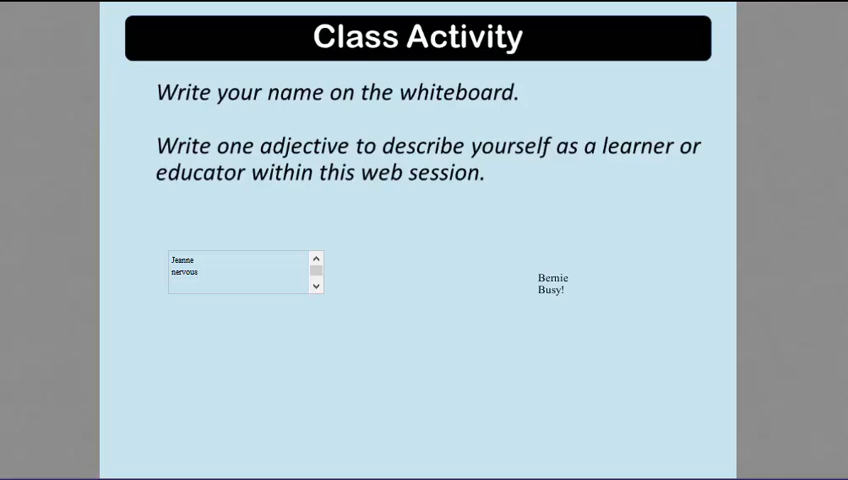 Class Activity
Write your name on the whiteboard.
Write one adjective to describe yourself as a learner or
educator within this web session.
Jeanne
nervous
Bernie
Busy!